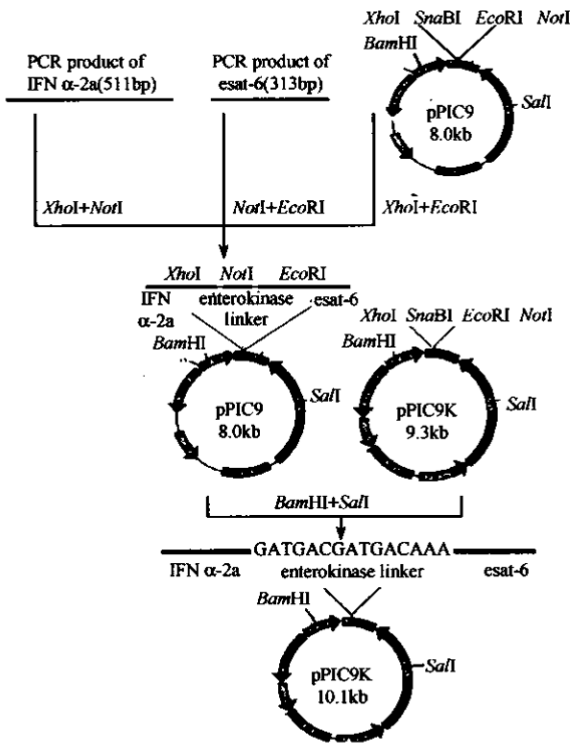 XhoI SnaBI EcoRI NotI
BamHI
PCR product of
IFN α-2a(511bp)
PCR product of
esat-6(313bp)
pPIC9
8.0kb
SalI
XhoI+NotI
NotI+EcoRI
XhoI+EcoRI
XhoI NotI EcoRI
IFN
α-2a
enterokinase
linker
esat-6
BamHI
SalI
pPIC9
8.0kb
XhoI SnaBI EcoRI NotI
BamHI
SalI
pPIC9K
9.3kb
BamHI+SalI
GATGACGATGACAAA
IFN α-2a enterokinase linker esat-6
BamHI
SalI
pPIC9K
10.1kb